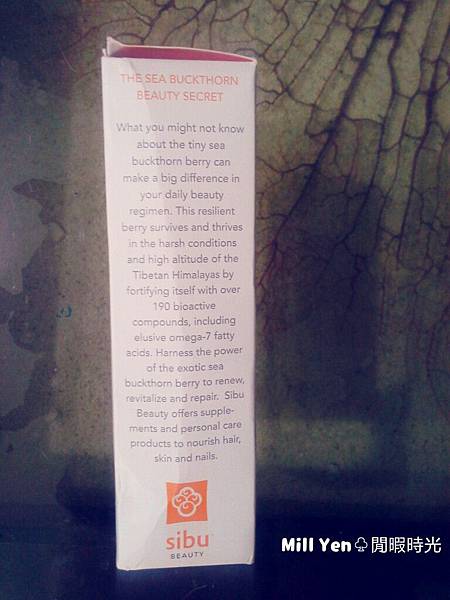 THE SEA BUCKTHORN
BEAUTY SECRET
What you might not know
about the tiny sea
buckthorn berry can
make a big difference in
your daily beauty
regimen. This resilient
berry survives and thrives
in the harsh conditions
and high altitude of the
Tibetan Himalayas by
fortifying itself with over
190 bioactive
compounds, including
elusive omega-7 fatty
acids. Harness the power
of the exotic sea
buckthorn berry to renew,
revitalize and repair. Sibu
Beauty offers supple-
ments and personal care
products to nourish hair,
skin and nails.
sibu
BEAUTY
Mill Yen♧閒暇時光